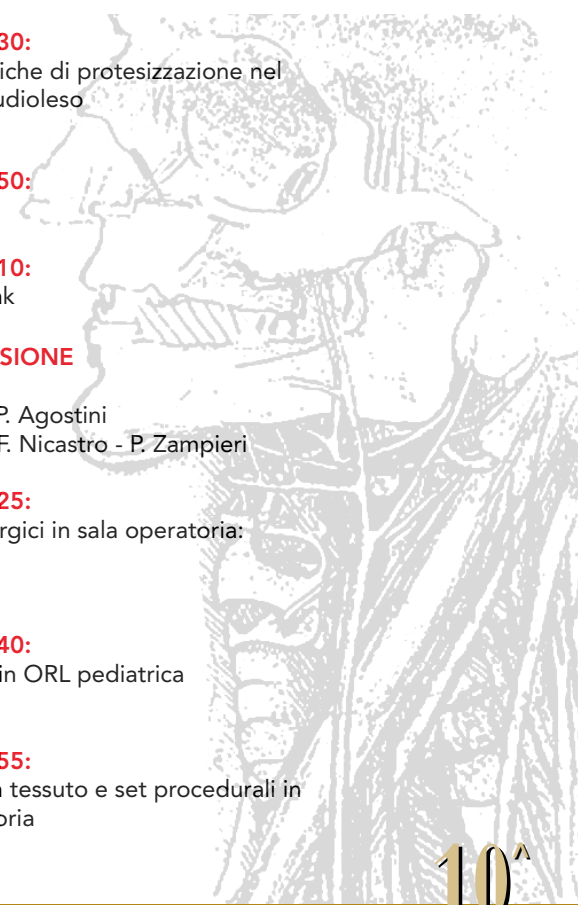 30:
iche di protesizzazione nel
udioleso
50:
10:
nk
SIONE
P. Agostini
F. Nicastro - P. Zampieri
25:
rgici in sala operatoria:
40:
in ORL pediatrica
55:
tessuto e set procedurali in
oria
10^